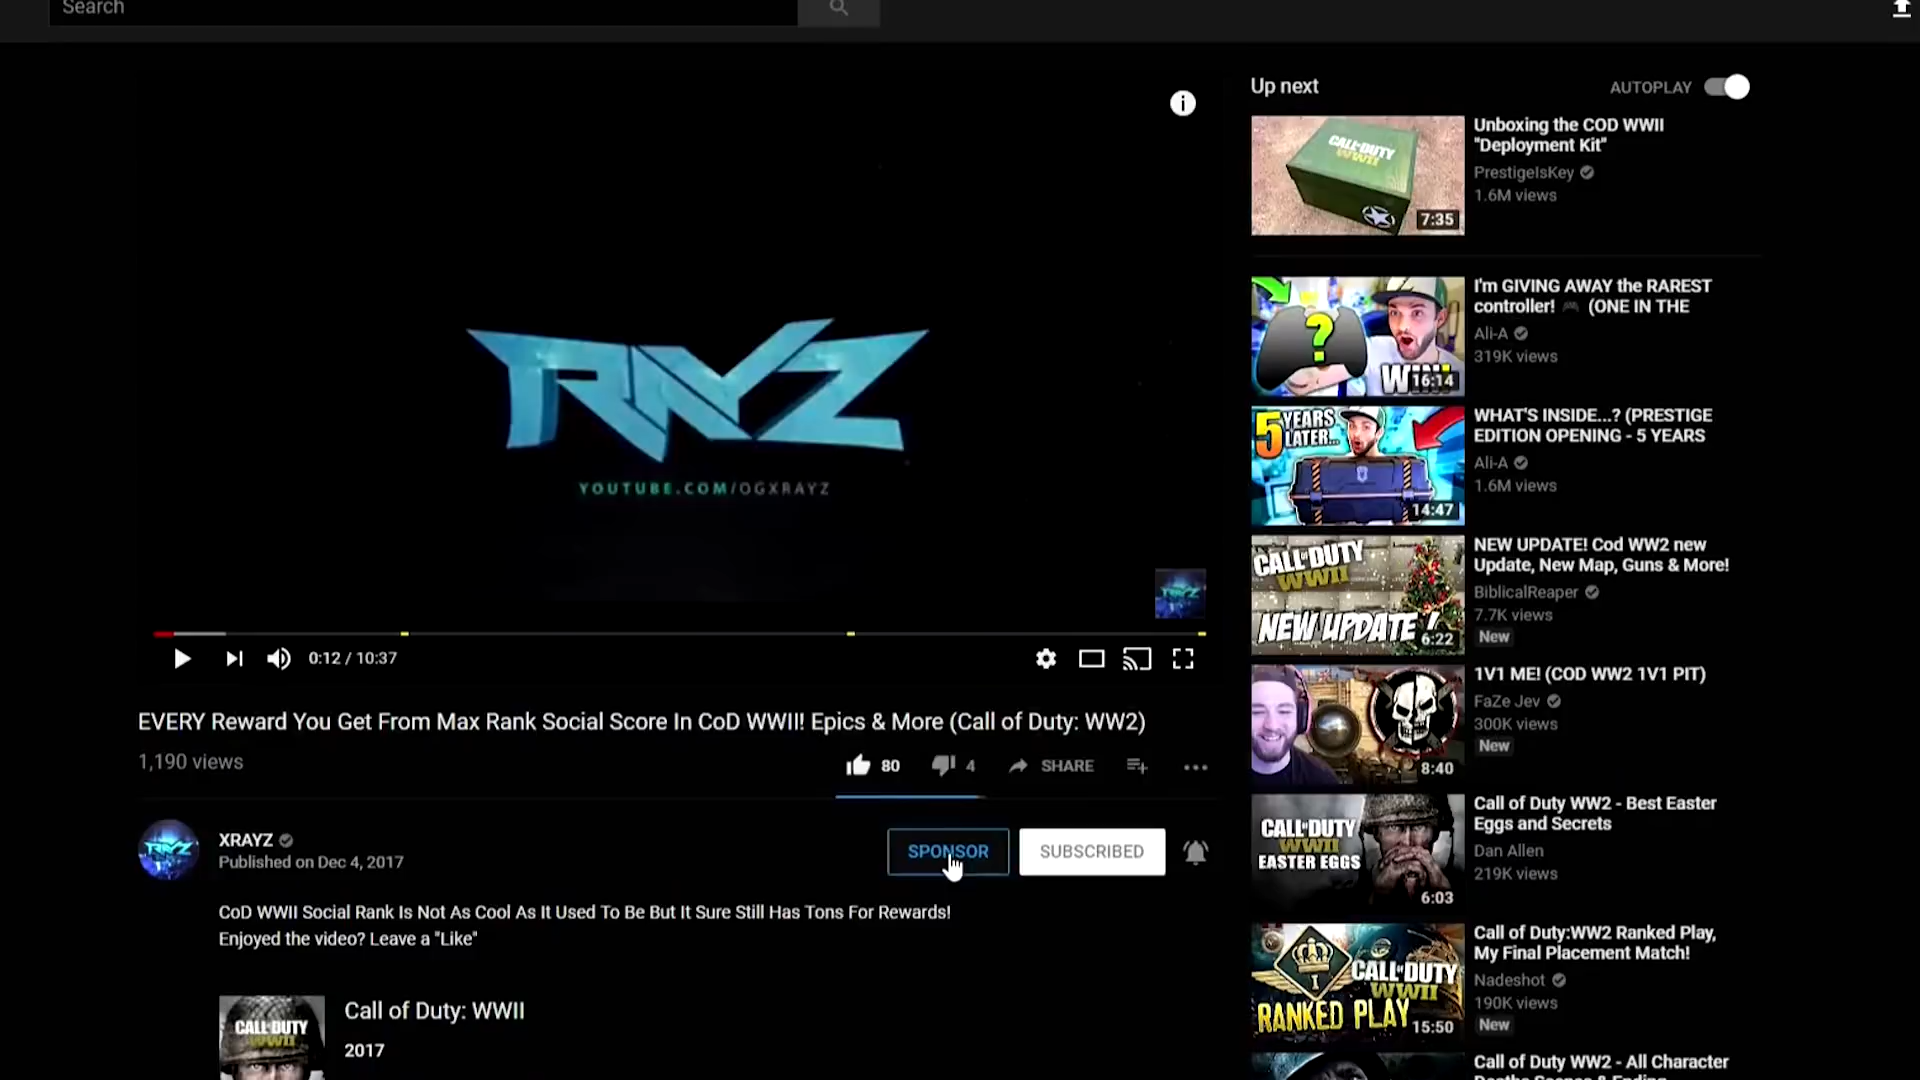 Search
RAYZ
YOUTUBE.COM/OGXRAYZ
0:12 / 10:37
EVERY Reward You Get From Max Rank Social Score In CoD WWII! Epics & More (Call of Duty: WW2)
1,190 views
80
4
SHARE
XRAYZ
Published on Dec 4, 2017
SPONSOR
SUBSCRIBED
CoD WWII Social Rank Is Not As Cool As It Used To Be But It Sure Still Has Tons For Rewards!
Enjoyed the video? Leave a "Like"
CALL OF DUTY
WWII
Call of Duty: WWII
2017
Up next
AUTOPLAY
CALL OF DUTY
WWII
7:35
Unboxing the COD WWII
"Deployment Kit"
PrestigeIsKey
1.6M views
?
WIN!
16:14
I'm GIVING AWAY the RAREST
controller! 🎮 (ONE IN THE
Ali-A
319K views
5 YEARS
LATER...
14:47
WHAT'S INSIDE...? (PRESTIGE
EDITION OPENING - 5 YEARS
Ali-A
1.6M views
CALL OF DUTY
WWII
NEW UPDATE!
6:22
NEW UPDATE! Cod WW2 new
Update, New Map, Guns & More!
BiblicalReaper
7.7K views
New
8:40
1V1 ME! (COD WW2 1V1 PIT)
FaZe Jev
300K views
New
CALL OF DUTY
WWII
EASTER EGGS
6:03
Call of Duty WW2 - Best Easter
Eggs and Secrets
Dan Allen
219K views
I
CALL OF DUTY
WWII
RANKED PLAY
15:50
Call of Duty:WW2 Ranked Play,
My Final Placement Match!
Nadeshot
190K views
New
Call of Duty WW2 - All Character